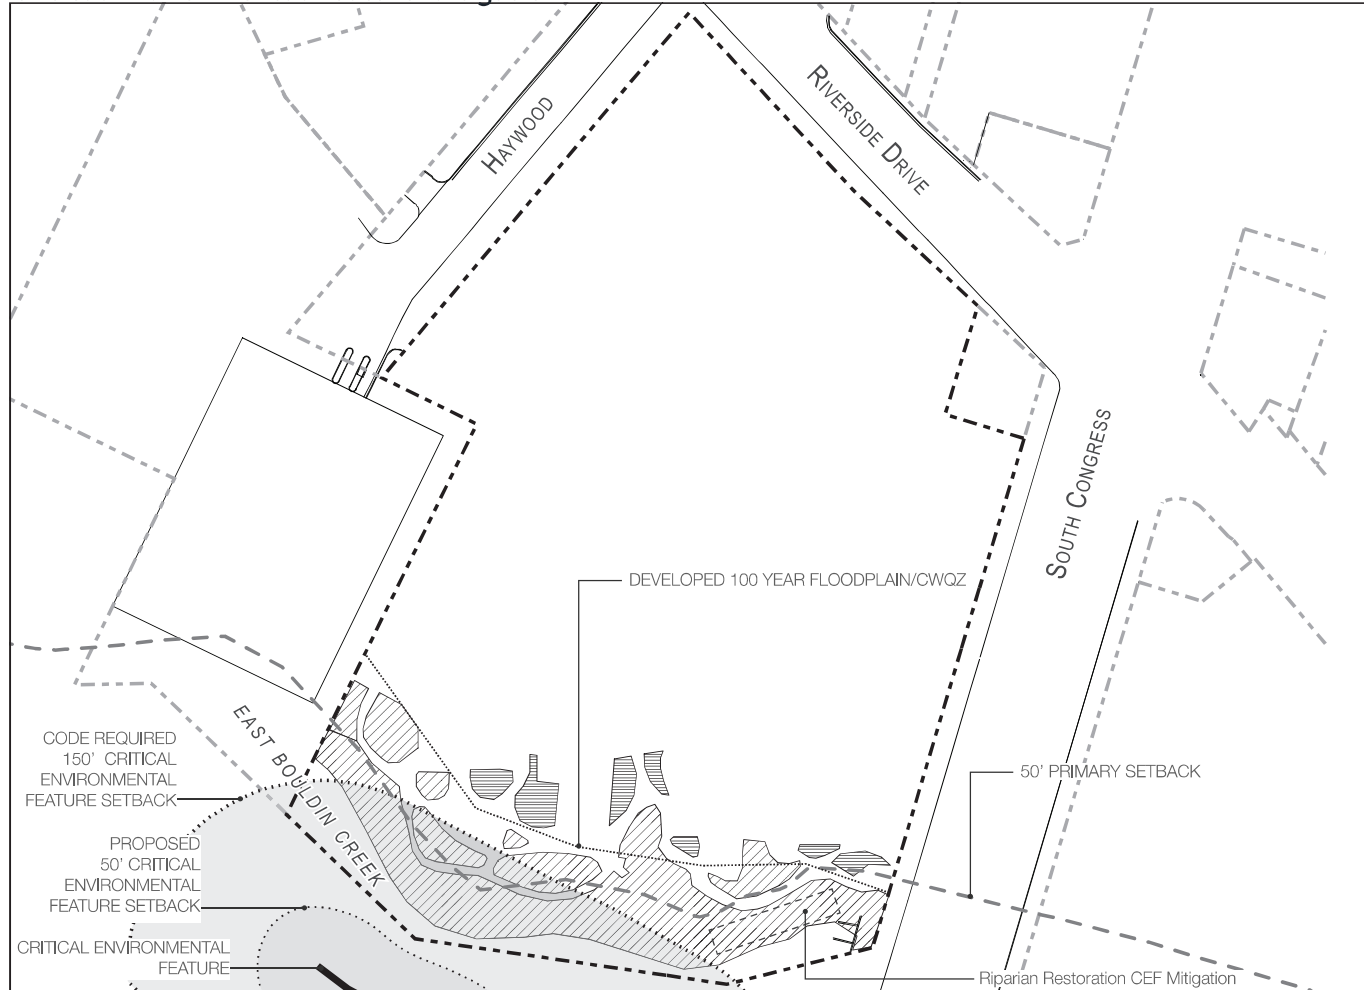 HAYWOOD
RIVERSIDE DRIVE
SOUTH CONGRESS
DEVELOPED 100 YEAR FLOODPLAIN/CWQZ
EAST BOULDIN CREEK
CODE REQUIRED
150' CRITICAL
ENVIRONMENTAL
FEATURE SETBACK
50' PRIMARY SETBACK
PROPOSED
50' CRITICAL
ENVIRONMENTAL
FEATURE SETBACK
CRITICAL ENVIRONMENTAL
FEATURE
Riparian Restoration CEF Mitigation